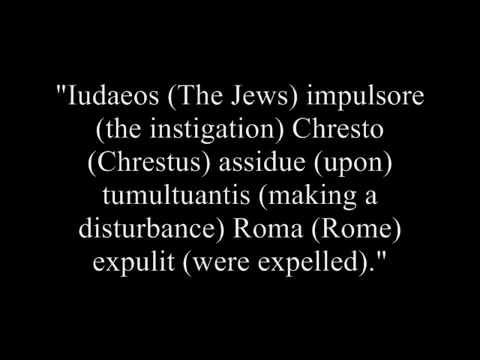 "Iudaeos (The Jews) impulsore
(the instigation) Chresto
(Chrestus) assidue (upon)
tumultuantis (making a
disturbance) Roma (Rome)
expulit (were expelled)."